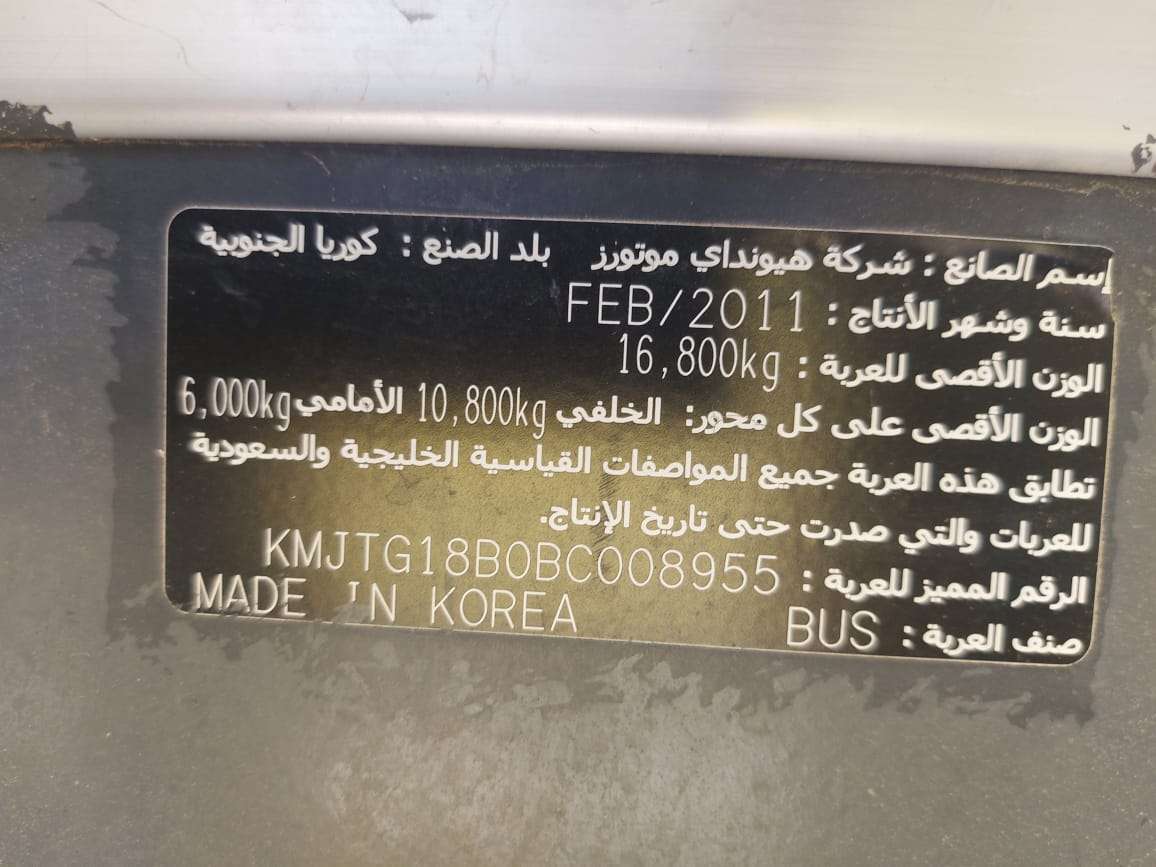 إسم الصانع : شركة هيونداي موتورز بلد الصنع : كوريا الجنوبية
سنة وشهر الأنتاج : FEB/2011
الوزن الأقصى للعربة : 16,800kg
الوزن الأقصى على كل محور: الخلفي 10,800kg الأمامي 6,000kg
تطابق هذه العربة جميع المواصفات القياسية الخليجية والسعودية
للعربات والتي صدرت حتى تاريخ الإنتاج.
الرقم المميز للعربة : KMJTG18B0BC008955
صنف العربة : BUS MADE IN KOREA